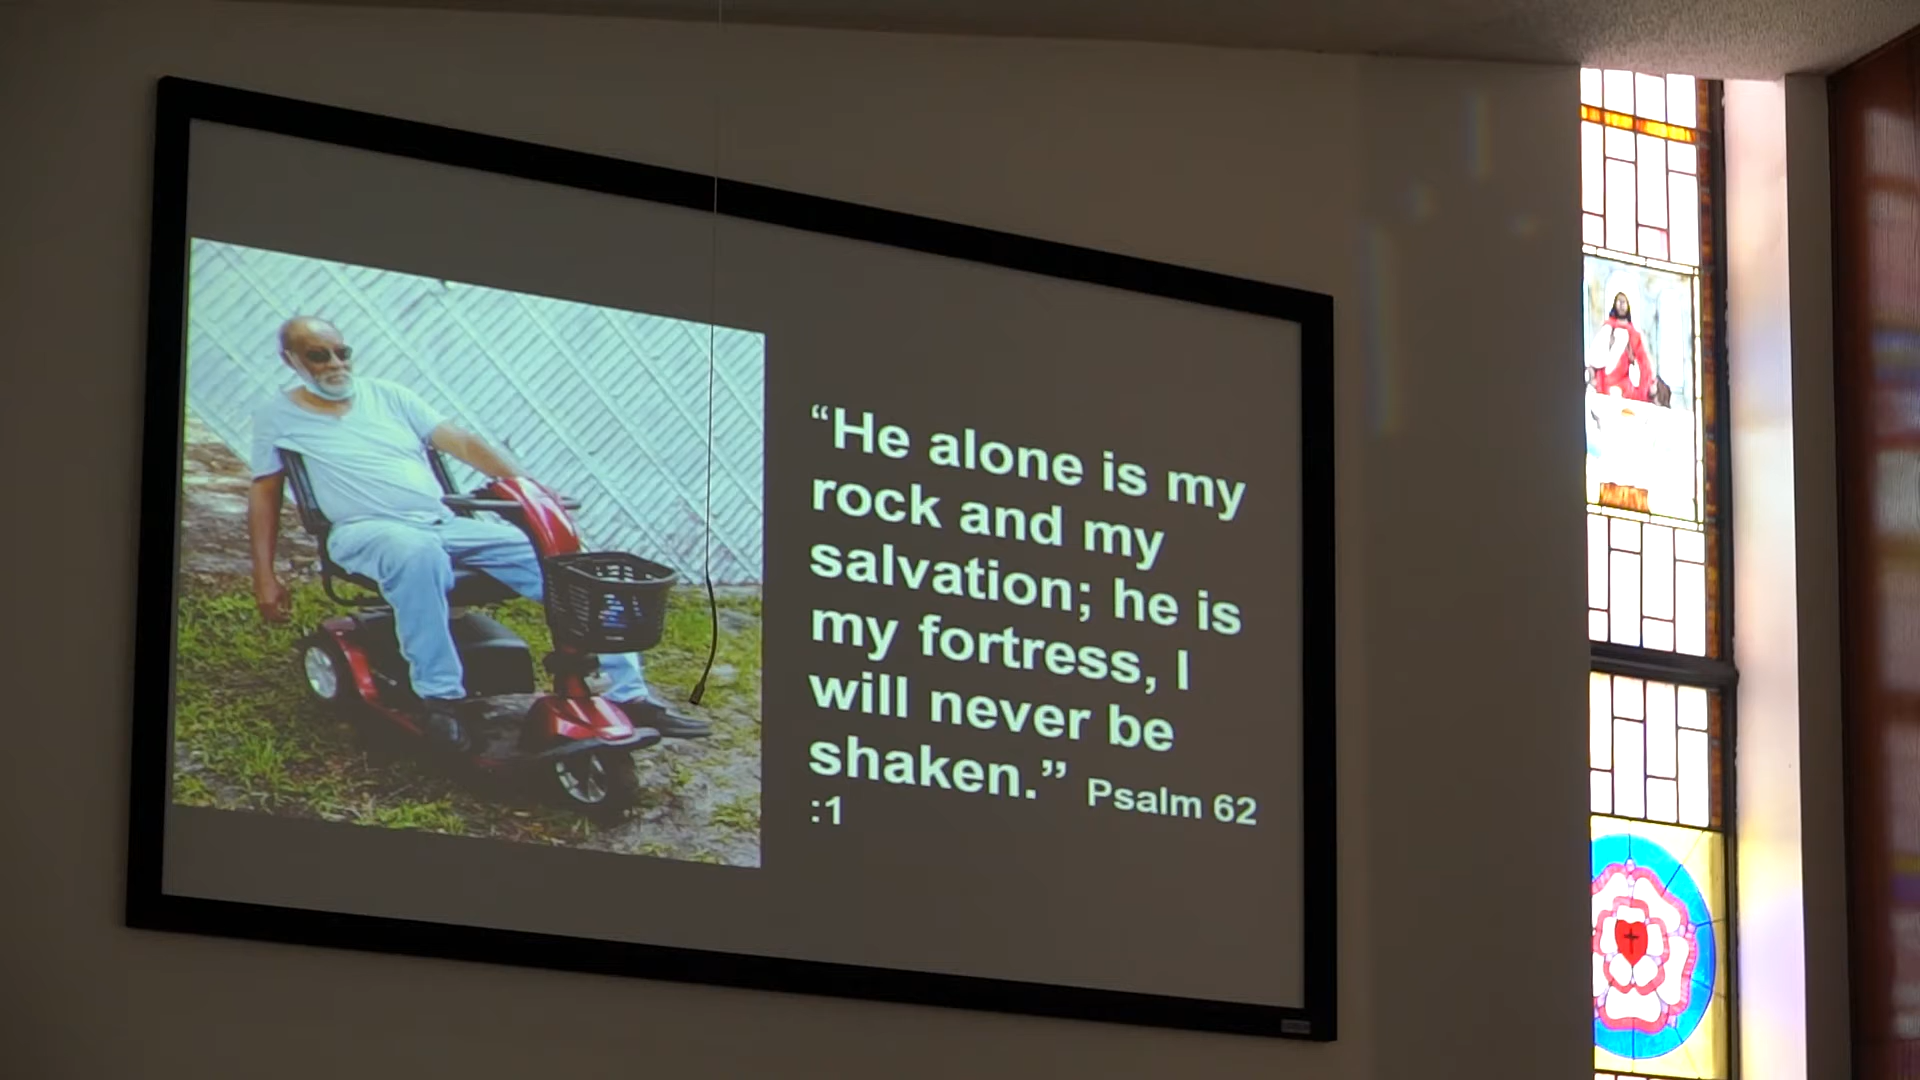 “He alone is my
rock and my
salvation; he is
my fortress, I
will never be
shaken.” Psalm 62
:1